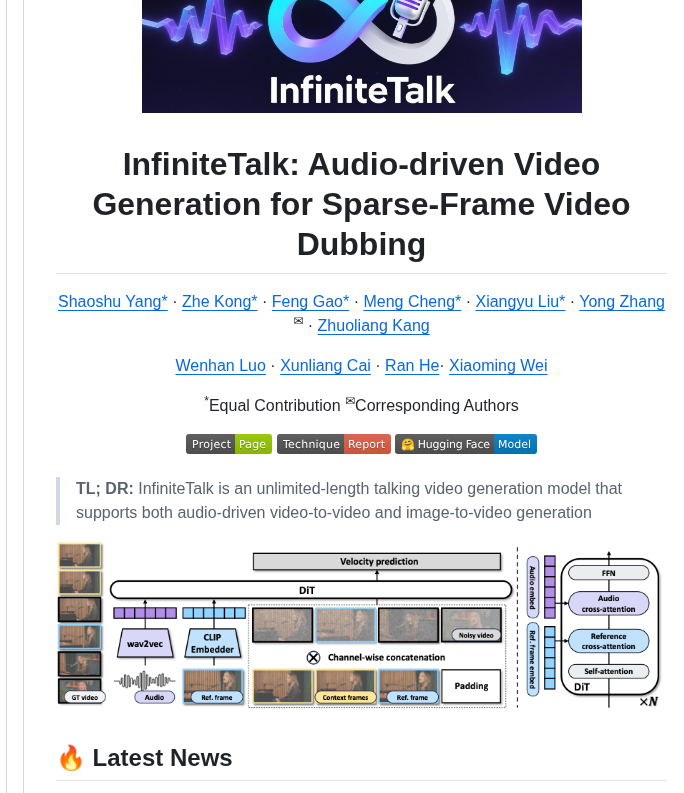 InfiniteTalk
InfiniteTalk: Audio-driven Video
Generation for Sparse-Frame Video
Dubbing
Shaoshu Yang* · Zhe Kong* · Feng Gao* · Meng Cheng* · Xiangyu Liu* · Yong Zhang
✉ · Zhuoliang Kang
Wenhan Luo · Xunliang Cai · Ran He· Xiaoming Wei
*Equal Contribution ✉Corresponding Authors
Project Page Technique Report 🤗 Hugging Face Model
TL; DR: InfiniteTalk is an unlimited-length talking video generation model that
supports both audio-driven video-to-video and image-to-video generation
Velocity prediction
DiT
wav2vec
CLIP
Embedder
Noisy video
Channel-wise concatenation
GT video
Audio
Ref. frame
Context frames
Ref. frame
Padding
Audio embed
Ref. frame embed
FFN
Audio
cross-attention
Reference
cross-attention
Self-attention
DiT
×N
🔥 Latest News